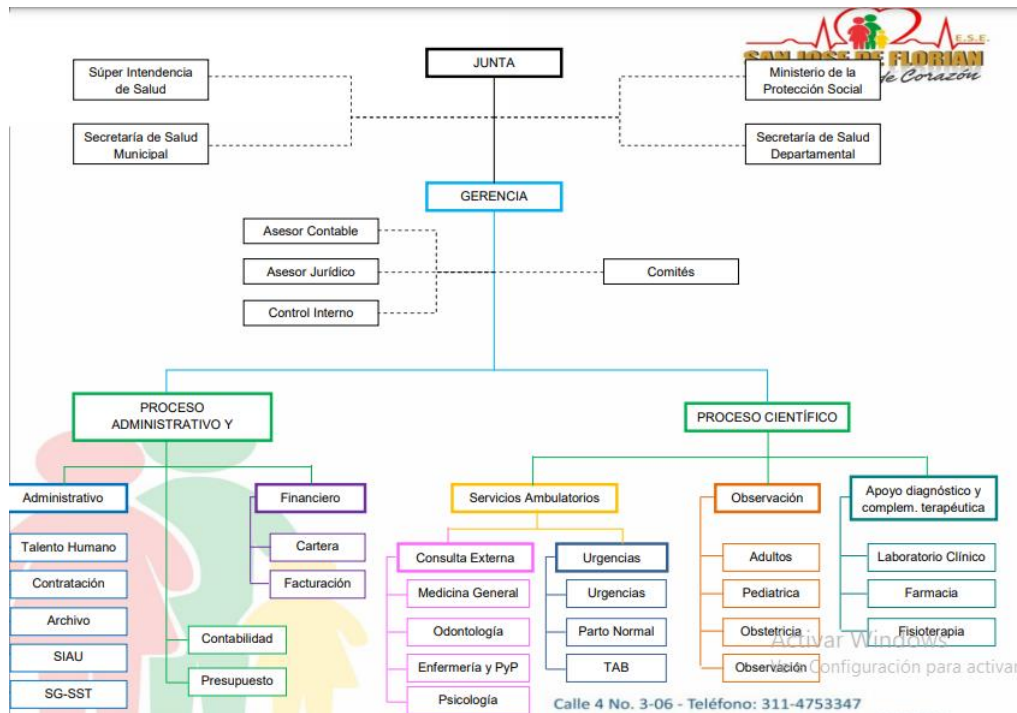 E.S.E.
SAN JOSE DE FLORIAN
de Corazón
JUNTA
Súper Intendencia
de Salud
Ministerio de la
Protección Social
Secretaría de Salud
Municipal
Secretaría de Salud
Departamental
GERENCIA
Asesor Contable
Asesor Jurídico
Control Interno
Comités
PROCESO
ADMINISTRATIVO Y
PROCESO CIENTÍFICO
Administrativo
Talento Humano
Contratación
Archivo
SIAU
SG-SST
Financiero
Cartera
Facturación
Contabilidad
Presupuesto
Servicios Ambulatorios
Consulta Externa
Medicina General
Odontología
Enfermería y PyP
Psicología
Urgencias
Urgencias
Parto Normal
TAB
Observación
Adultos
Pediatrica
Obstetricia
Observación
Apoyo diagnóstico y
complem. terapéutica
Laboratorio Clínico
Farmacia
Fisioterapia
Activar Windows
Configuración para activar
Calle 4 No. 3-06 - Teléfono: 311-4753347